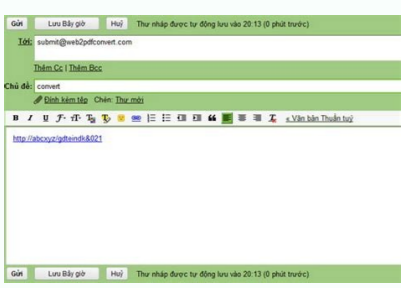 Gửi Lưu Bây giờ Huỷ Thư nháp được tự động lưu vào 20:13 (0 phút trước)
Tới: submit@web2pdfconvert.com
Thêm Cc | Thêm Bcc
Chủ đề: convert
Đính kèm tệp Chèn: Thư mời
B I U « Văn bản Thuần tuý
http://abcxyz/gdteindk&021
Gửi Lưu Bây giờ Huỷ Thư nháp được tự động lưu vào 20:13 (0 phút trước)